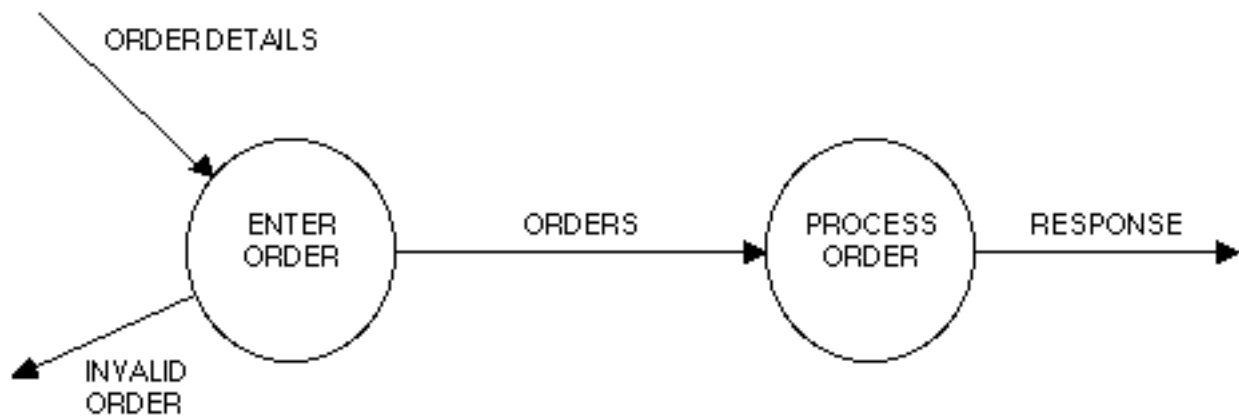 ORDER DETAILS
ENTER
ORDER
ORDERS
PROCESS
ORDER
RESPONSE
INVALID
ORDER